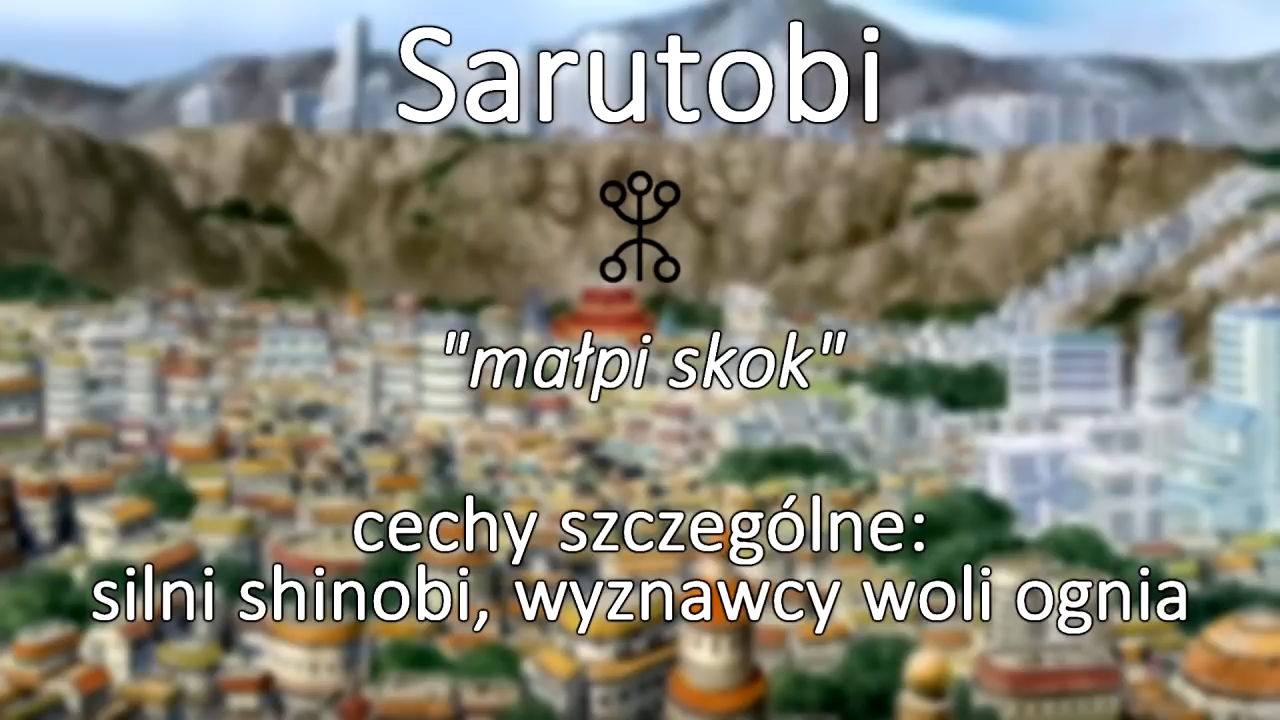 Sarutobi
"małpi skok"
cechy szczególne:
silni shinobi, wyznawcy woli ognia